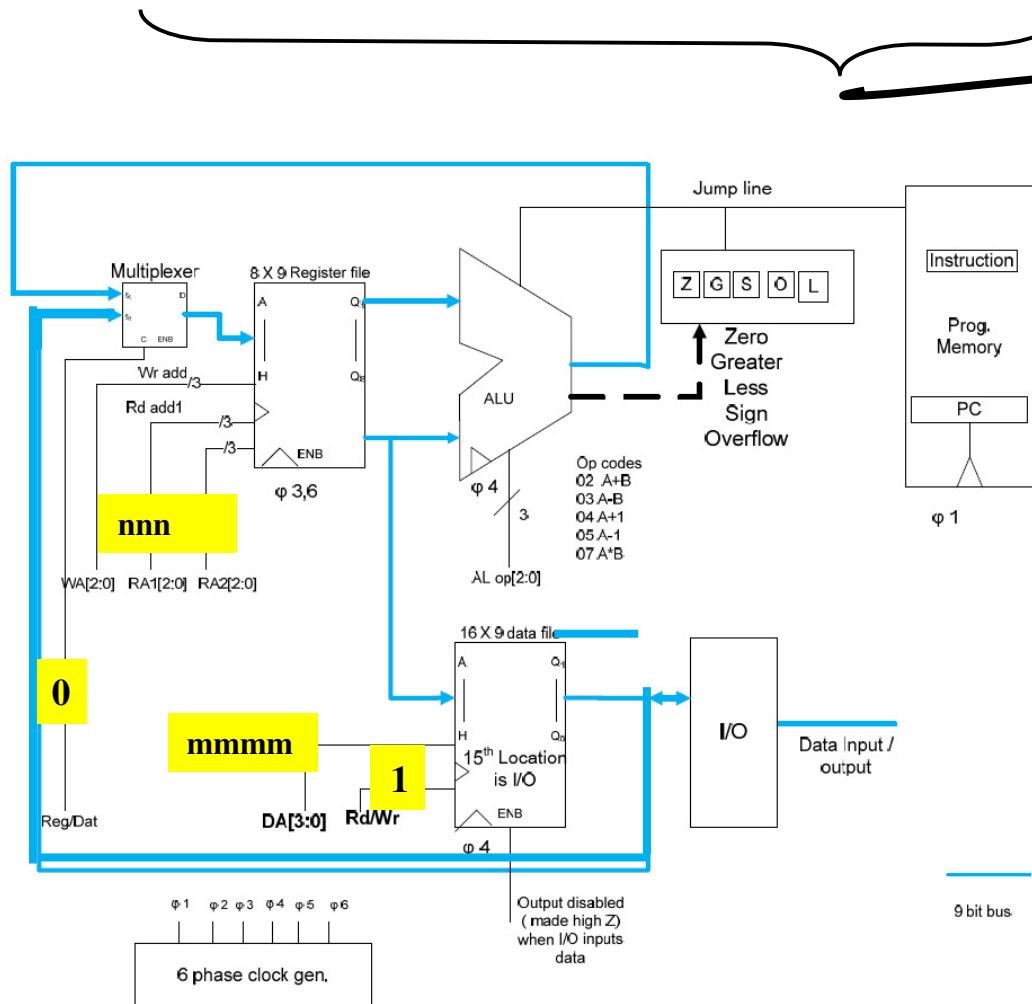 Jump line
Multiplexer
8 X 9 Register file
Instruction
Z G S O L
A
H
ENB
C ENB
Wr add
/3
Rd add1
/3
/3
φ 3,6
ALU
φ 4
3
Zero
Greater
Less
Sign
Overflow
Prog.
Memory
PC
φ 1
Op codes
02 A+B
03 A-B
04 A+1
05 A-1
07 A*B
nnn
WA[2:0] RA1[2:0] RA2[2:0]
AL op[2:0]
16 X 9 data file
A
H
15th Location
is I/O
ENB
0
mmmm
1
I/O
Data Input /
output
Reg/Dat
DA[3:0]
Rd/Wr
φ 4
Output disabled
( made high Z)
when I/O inputs
data
9 bit bus
φ 1 φ 2 φ 3 φ 4 φ 5 φ 6
6 phase clock gen.